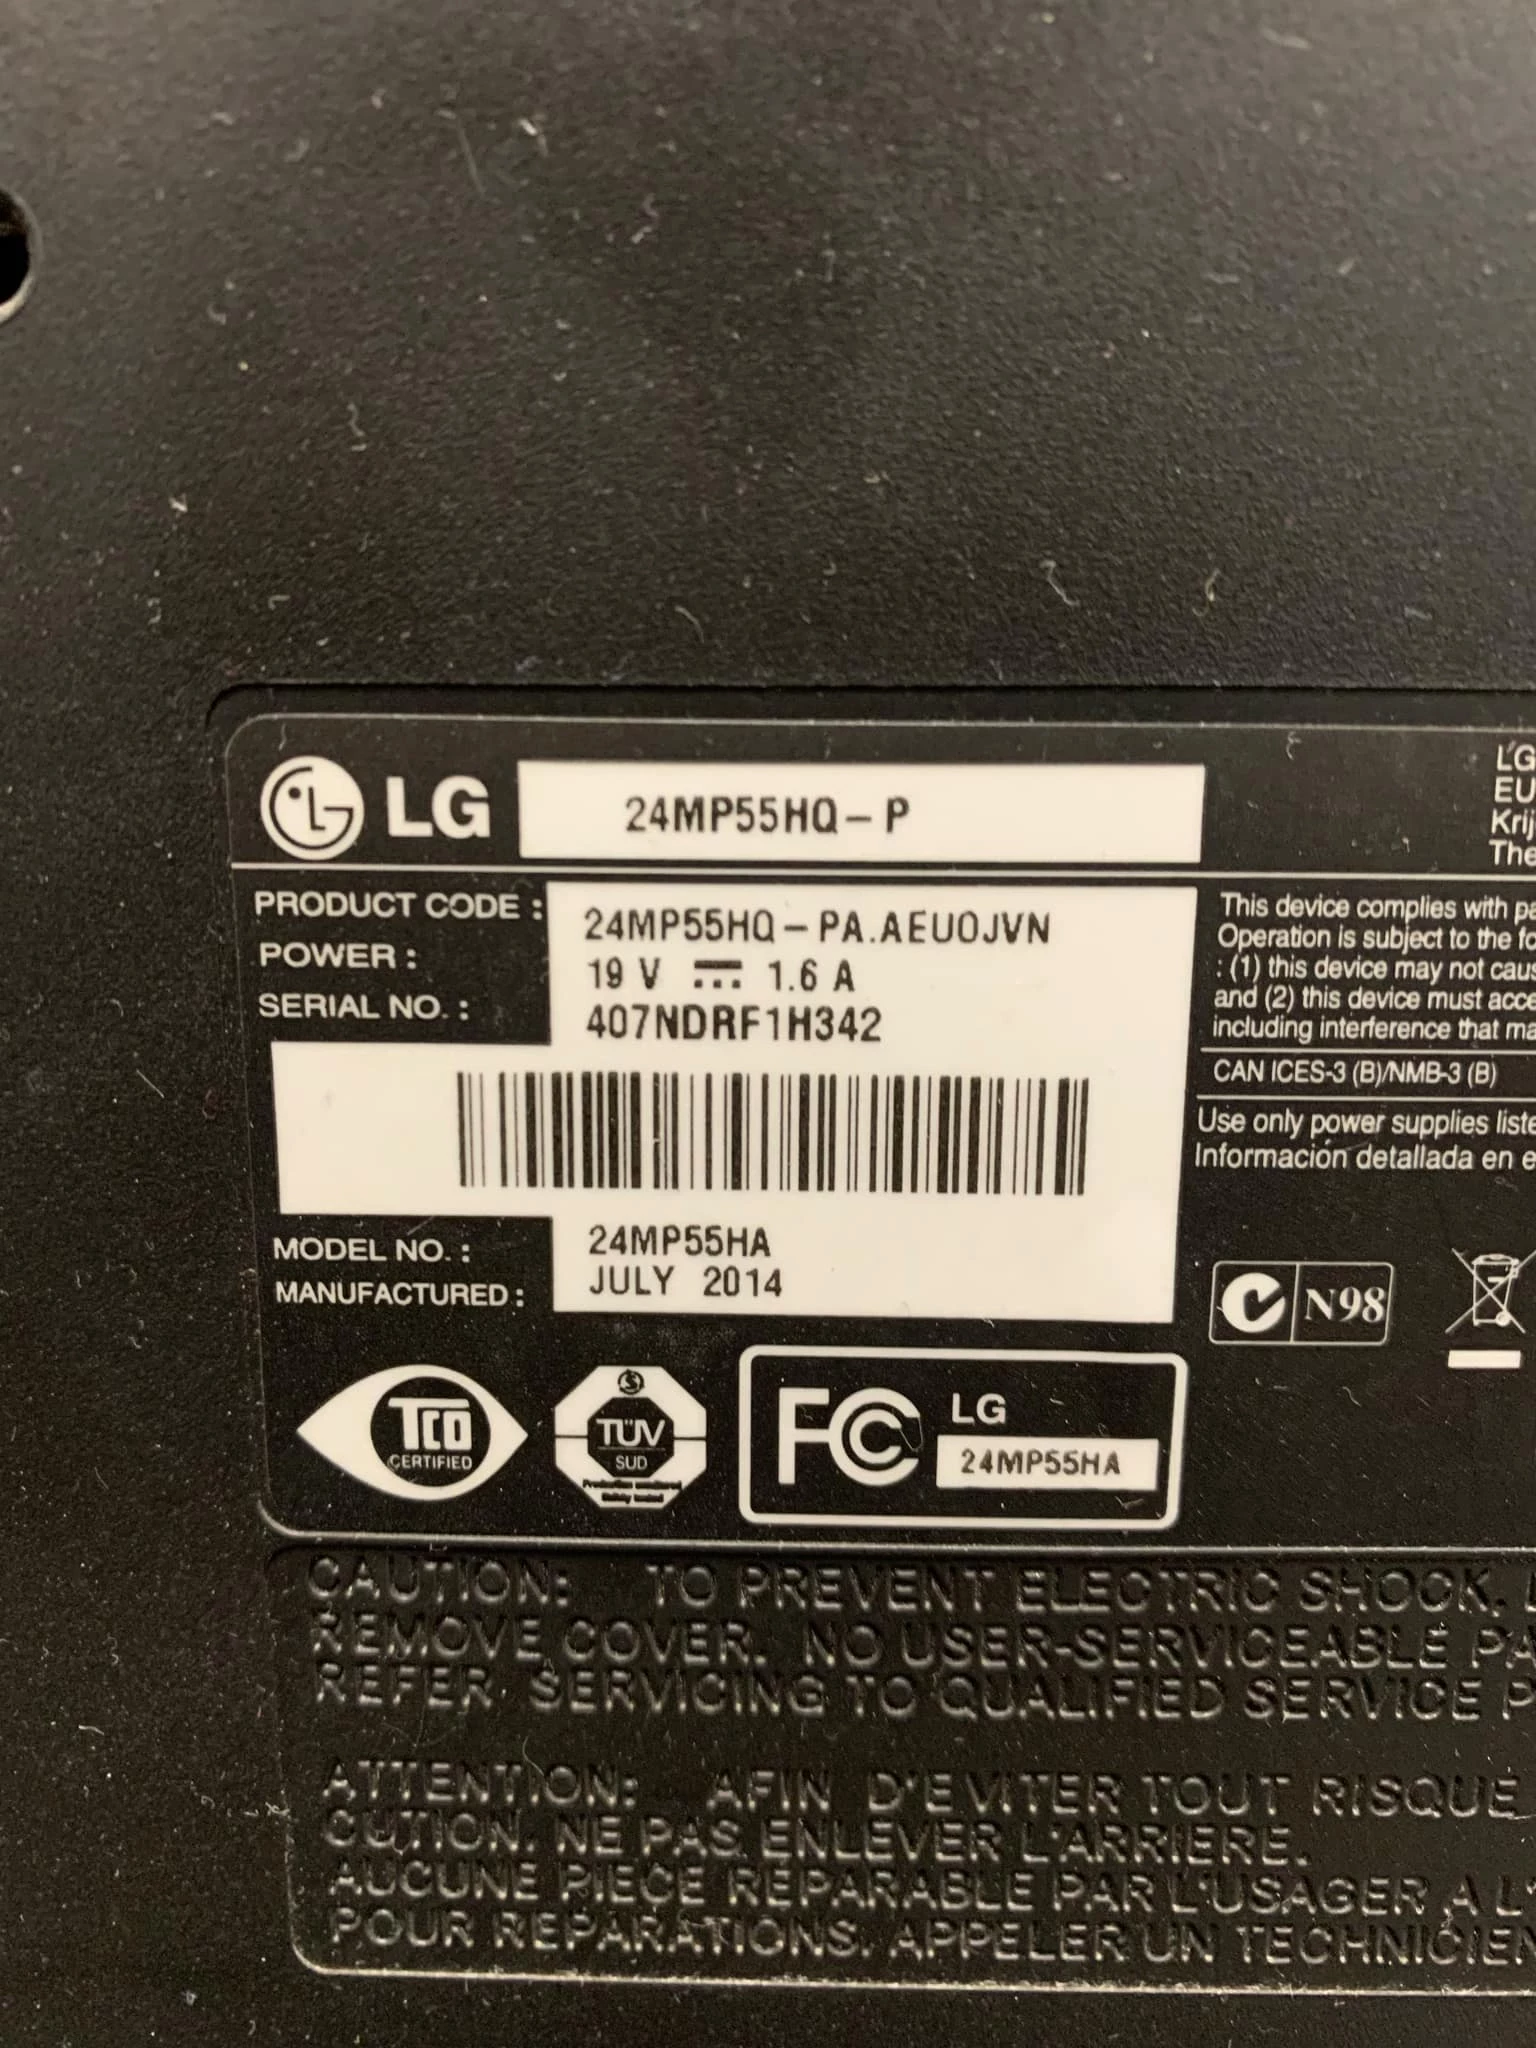 LG 24MP55HQ-P
PRODUCT CODE : 24MP55HQ-PA.AEUOJVN
POWER : 19 V 1.6 A
SERIAL NO. : 407NDRF1H342
MODEL NO. : 24MP55HA
MANUFACTURED : JULY 2014
TCO
CERTIFIED
TÜV
SUD
FC LG
24MP55HA
LG
EU
Krij
The
This device complies with pa
Operation is subject to the fo
: (1) this device may not caus
and (2) this device must acce
including interference that ma
CAN ICES-3 (B)/NMB-3 (B)
Use only power supplies liste
Información detallada en e
N98
CAUTION: TO PREVENT ELECTRIC SHOCK,
REMOVE COVER. NO USER-SERVICEABLE PA
REFER SERVICING TO QUALIFIED SERVICE P
ATTENTION: AFIN D'EVITER TOUT RISQUE
CUTION. NE PAS ENLEVER L'ARRIERE.
AUCUNE PIECE REPARABLE PAR L'USAGER A L'
POUR REPARATIONS. APPELER UN TECHNICIEN